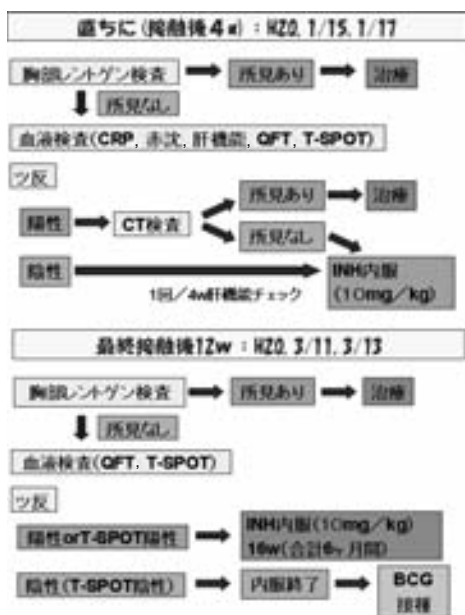 直ちに(接触後4w):H20. 1/15, 1/17
胸部レントゲン検査 所見あり 治療
所見なし
血液検査(CRP, 赤沈, 肝機能, QFT, T-SPOT)
ツ反
所見あり 治療
陽性 CT検査
所見なし
陰性 INH内服
(10mg/kg)
1回/4w肝機能チェック
最終接触後12w:H20. 3/11, 3/13
胸部レントゲン検査 所見あり 治療
所見なし
血液検査(QFT, T-SPOT)
ツ反
陽性orT-SPOT陽性 INH内服(10mg/kg)
16w(合計6ヶ月間)
陰性(T-SPOT陰性) 内服終了 BCG
接種